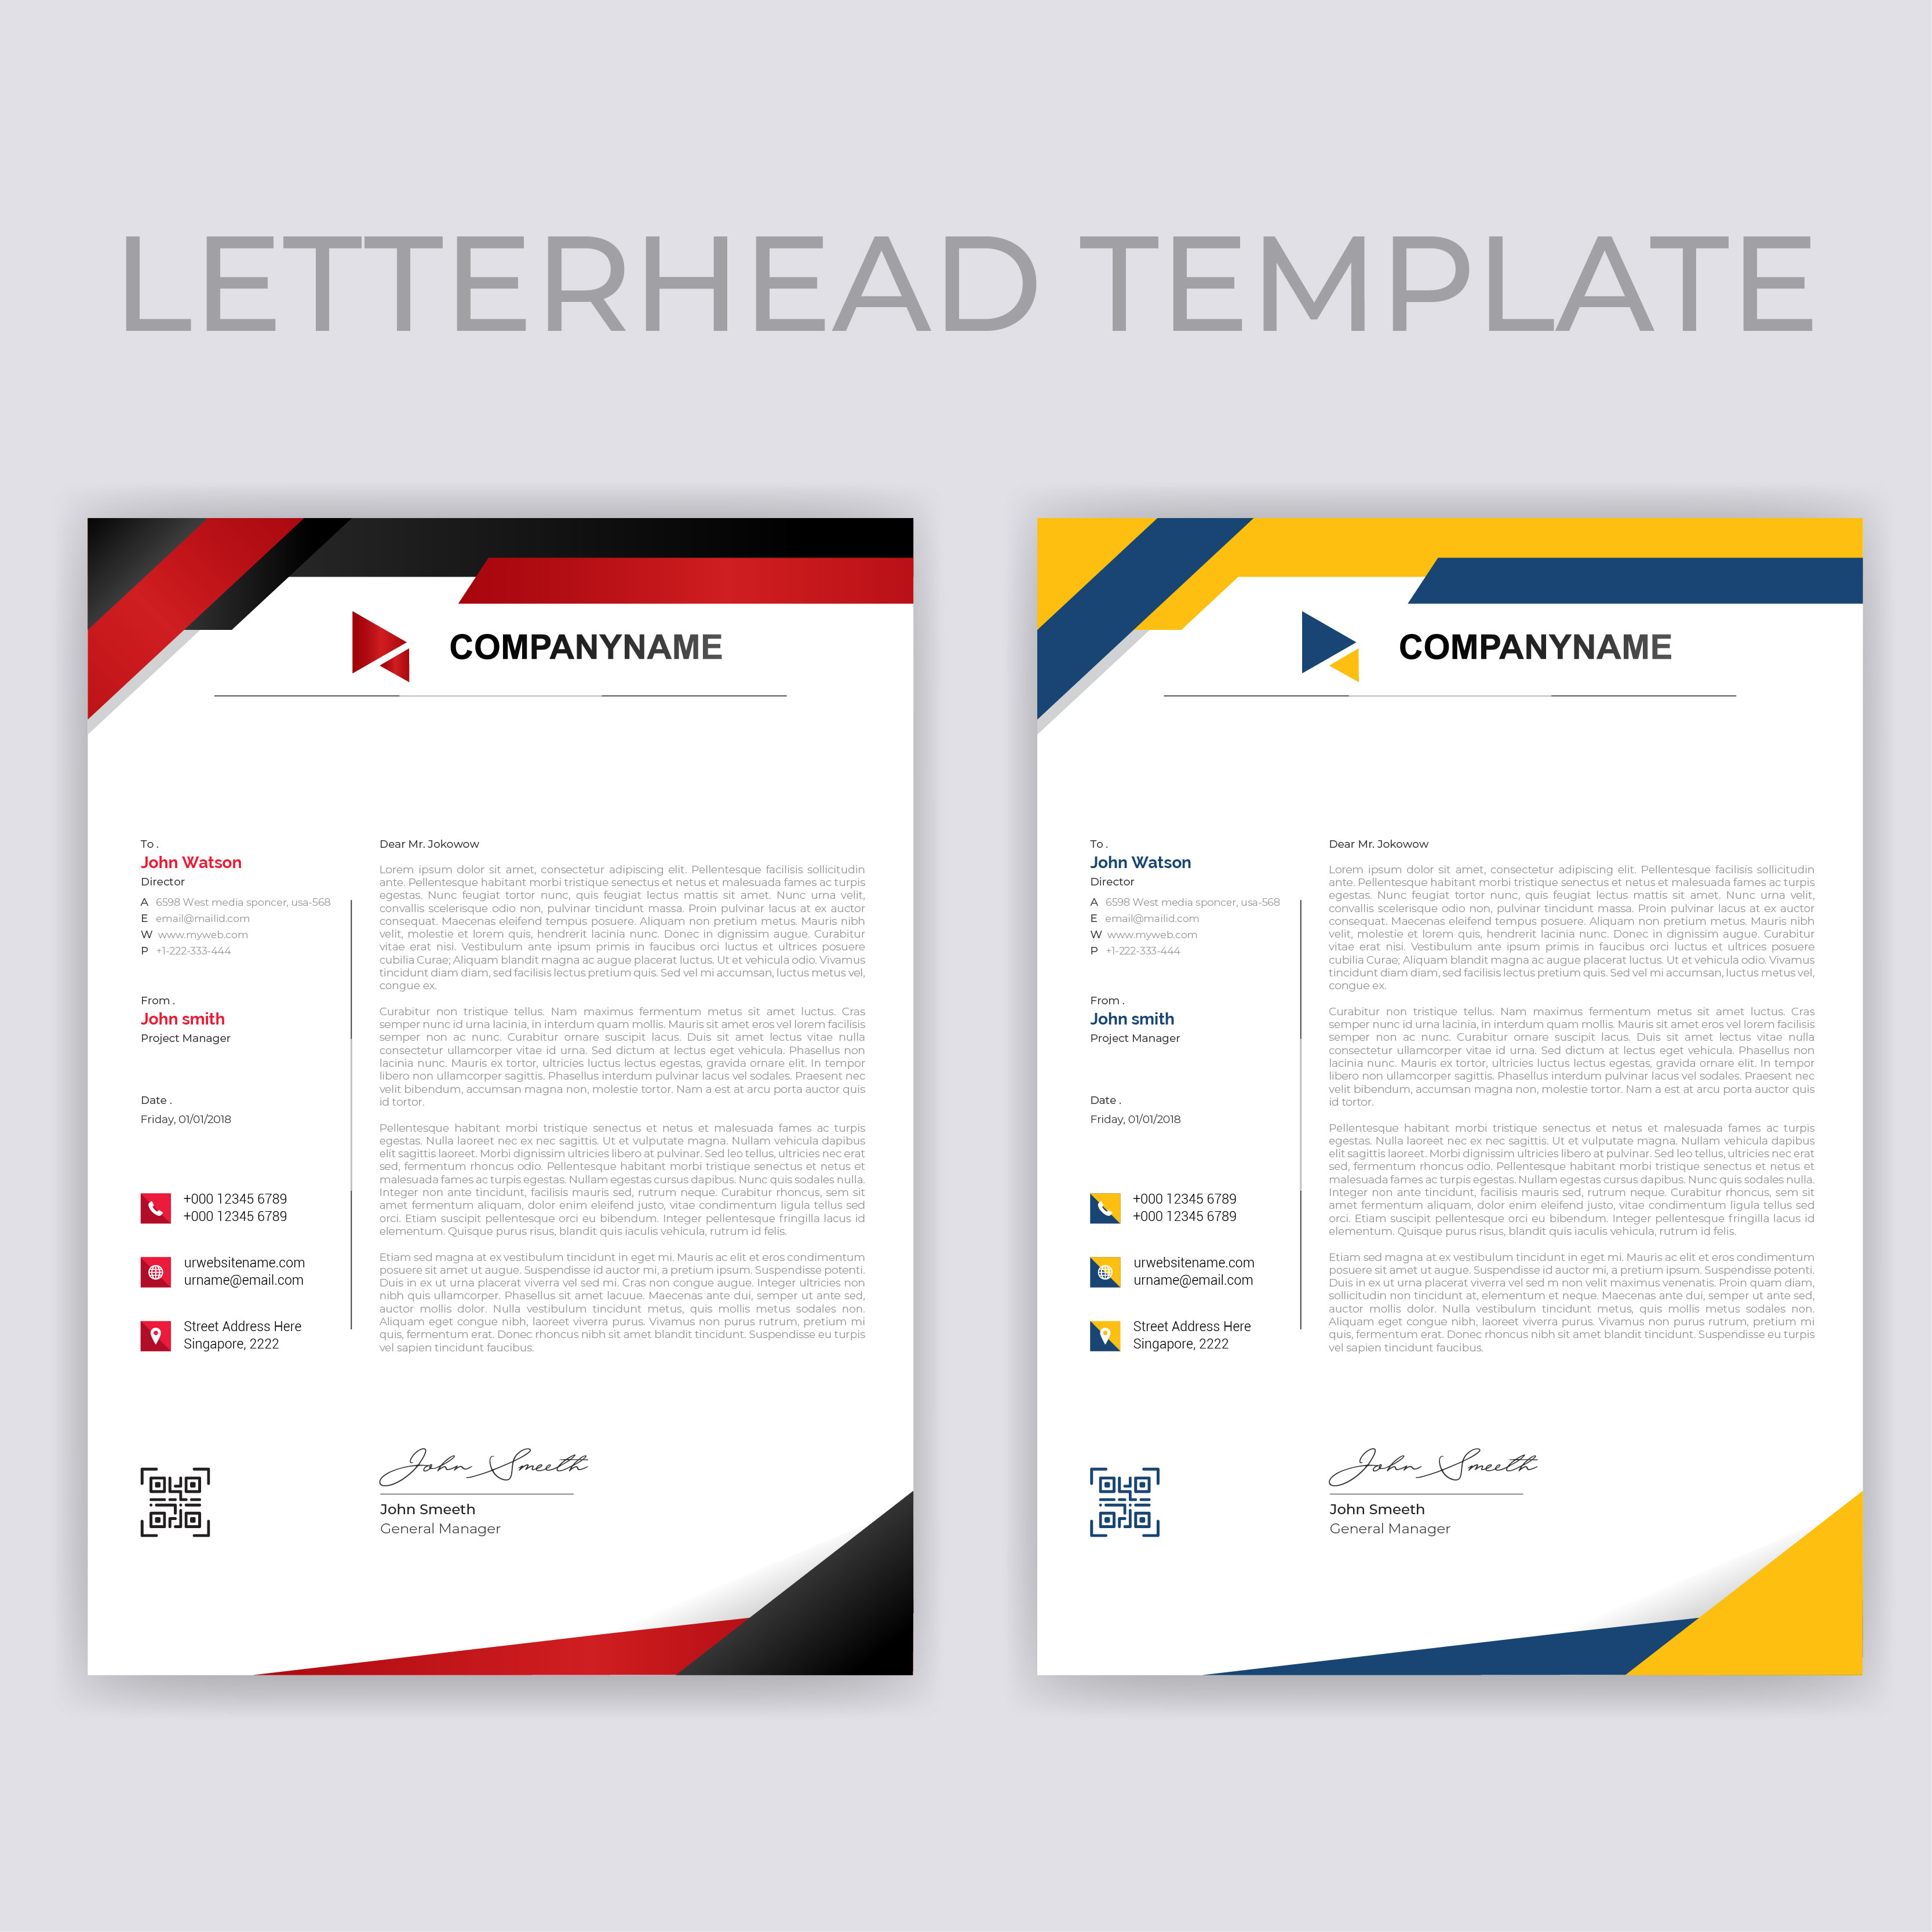 LETTERHEAD TEMPLATE
COMPANYNAME
To .
John Watson
Director
A 6598 West media sponcer, usa-568
E email@mailid.com
W www.myweb.com
P +1-222-333-444
From .
John smith
Project Manager
Date .
Friday, 01/01/2018
+000 12345 6789
+000 12345 6789
urwebsitename.com
urname@email.com
Street Address Here
Singapore, 2222
Dear Mr. Jokowow
Lorem ipsum dolor sit amet, consectetur adipiscing elit. Pellentesque facilisis sollicitudin
ante. Pellentesque habitant morbi tristique senectus et netus et malesuada fames ac turpis
egestas. Nunc feugiat tortor nunc, quis feugiat lectus mattis sit amet. Nunc urna velit,
convallis scelerisque odio non, pulvinar tincidunt massa. Proin pulvinar lacus at ex auctor
consequat. Maecenas eleifend tempus posuere. Aliquam non pretium metus. Mauris nibh
velit, molestie et lorem quis, hendrerit lacinia nunc. Donec in dignissim augue. Curabitur
vitae erat nisi. Vestibulum ante ipsum primis in faucibus orci luctus et ultrices posuere
cubilia Curae; Aliquam blandit magna ac augue placerat luctus. Ut et vehicula odio. Vivamus
tincidunt diam diam, sed facilisis lectus pretium quis. Sed vel mi accumsan, luctus metus vel,
congue ex.
Curabitur non tristique tellus. Nam maximus fermentum metus sit amet luctus. Cras
semper nunc id urna lacinia, in interdum quam mollis. Mauris sit amet eros vel lorem facilisis
semper non ac nunc. Curabitur ornare suscipit lacus. Duis sit amet lectus vitae nulla
consectetur ullamcorper vitae id urna. Sed dictum at lectus eget vehicula. Phasellus non
lacinia nunc. Mauris ex tortor, ultricies luctus lectus egestas, gravida ornare elit. In tempor
libero non ullamcorper sagittis. Phasellus interdum pulvinar lacus vel sodales. Praesent nec
velit bibendum, accumsan magna non, molestie tortor. Nam a est at arcu porta auctor quis
id tortor.
Pellentesque habitant morbi tristique senectus et netus et malesuada fames ac turpis
egestas. Nulla laoreet nec ex nec sagittis. Ut et vulputate magna. Nullam vehicula dapibus
elit sagittis laoreet. Morbi dignissim ultricies libero at pulvinar. Sed leo tellus, ultricies nec erat
sed, fermentum rhoncus odio. Pellentesque habitant morbi tristique senectus et netus et
malesuada fames ac turpis egestas. Nullam egestas cursus dapibus. Nunc quis sodales nulla.
Integer non ante tincidunt, facilisis mauris sed, rutrum neque. Curabitur rhoncus, sem sit
amet fermentum aliquam, dolor enim eleifend justo, vitae condimentum ligula tellus sed
orci. Etiam suscipit pellentesque orci eu bibendum. Integer pellentesque fringilla lacus id
elementum. Quisque purus risus, blandit quis iaculis vehicula, rutrum id felis.
Etiam sed magna at ex vestibulum tincidunt in eget mi. Mauris ac elit et eros condimentum
posuere sit amet ut augue. Suspendisse id auctor mi, a pretium ipsum. Suspendisse potenti.
Duis in ex ut urna placerat viverra vel sed mi. Cras non congue augue. Integer ultricies non
nibh quis ullamcorper. Phasellus sit amet lacuue. Maecenas ante dui, semper ut ante sed,
auctor mollis dolor. Nulla vestibulum tincidunt metus, quis mollis metus sodales non.
Aliquam eget congue nibh, laoreet viverra purus. Vivamus non purus rutrum, pretium mi
quis, fermentum erat. Donec rhoncus nibh sit amet blandit tincidunt. Suspendisse eu turpis
vel sapien tincidunt faucibus.
John Smeeth
John Smeeth
General Manager
COMPANYNAME
To .
John Watson
Director
A 6598 West media sponcer, usa-568
E email@mailid.com
W www.myweb.com
P +1-222-333-444
From .
John smith
Project Manager
Date .
Friday, 01/01/2018
+000 12345 6789
+000 12345 6789
urwebsitename.com
urname@email.com
Street Address Here
Singapore, 2222
Dear Mr. Jokowow
Lorem ipsum dolor sit amet, consectetur adipiscing elit. Pellentesque facilisis sollicitudin
ante. Pellentesque habitant morbi tristique senectus et netus et malesuada fames ac turpis
egestas. Nunc feugiat tortor nunc, quis feugiat lectus mattis sit amet. Nunc urna velit,
convallis scelerisque odio non, pulvinar tincidunt massa. Proin pulvinar lacus at ex auctor
consequat. Maecenas eleifend tempus posuere. Aliquam non pretium metus. Mauris nibh
velit, molestie et lorem quis, hendrerit lacinia nunc. Donec in dignissim augue. Curabitur
vitae erat nisi. Vestibulum ante ipsum primis in faucibus orci luctus et ultrices posuere
cubilia Curae; Aliquam blandit magna ac augue placerat luctus. Ut et vehicula odio. Vivamus
tincidunt diam diam, sed facilisis lectus pretium quis. Sed vel mi accumsan, luctus metus vel,
congue ex.
Curabitur non tristique tellus. Nam maximus fermentum metus sit amet luctus. Cras
semper nunc id urna lacinia, in interdum quam mollis. Mauris sit amet eros vel lorem facilisis
semper non ac nunc. Curabitur ornare suscipit lacus. Duis sit amet lectus vitae nulla
consectetur ullamcorper vitae id urna. Sed dictum at lectus eget vehicula. Phasellus non
lacinia nunc. Mauris ex tortor, ultricies luctus lectus egestas, gravida ornare elit. In tempor
libero non ullamcorper sagittis. Phasellus interdum pulvinar lacus vel sodales. Praesent nec
velit bibendum, accumsan magna non, molestie tortor. Nam a est at arcu porta auctor quis
id tortor.
Pellentesque habitant morbi tristique senectus et netus et malesuada fames ac turpis
egestas. Nulla laoreet nec ex nec sagittis. Ut et vulputate magna. Nullam vehicula dapibus
elit sagittis laoreet. Morbi dignissim ultricies libero at pulvinar. Sed leo tellus, ultricies nec erat
sed, fermentum rhoncus odio. Pellentesque habitant morbi tristique senectus et netus et
malesuada fames ac turpis egestas. Nullam egestas cursus dapibus. Nunc quis sodales nulla.
Integer non ante tincidunt, facilisis mauris sed, rutrum neque. Curabitur rhoncus, sem sit
amet fermentum aliquam, dolor enim eleifend justo, vitae condimentum ligula tellus sed
orci. Etiam suscipit pellentesque orci eu bibendum. Integer pellentesque fringilla lacus id
elementum. Quisque purus risus, blandit quis iaculis vehicula, rutrum id felis.
Etiam sed magna at ex vestibulum tincidunt in eget mi. Mauris ac elit et eros condimentum
posuere sit amet ut augue. Suspendisse id auctor mi, a pretium ipsum. Suspendisse potenti.
Duis in ex ut urna placerat viverra vel sed m non velit maximus venenatis. Proin quam diam,
sollicitudin non tincidunt at, elementum et neque. Maecenas ante dui, semper ut ante sed,
auctor mollis dolor. Nulla vestibulum tincidunt metus, quis mollis metus sodales non.
Aliquam eget congue nibh, laoreet viverra purus. Vivamus non purus rutrum, pretium mi
quis, fermentum erat. Donec rhoncus nibh sit amet blandit tincidunt. Suspendisse eu turpis
vel sapien tincidunt faucibus.
John Smeeth
John Smeeth
General Manager